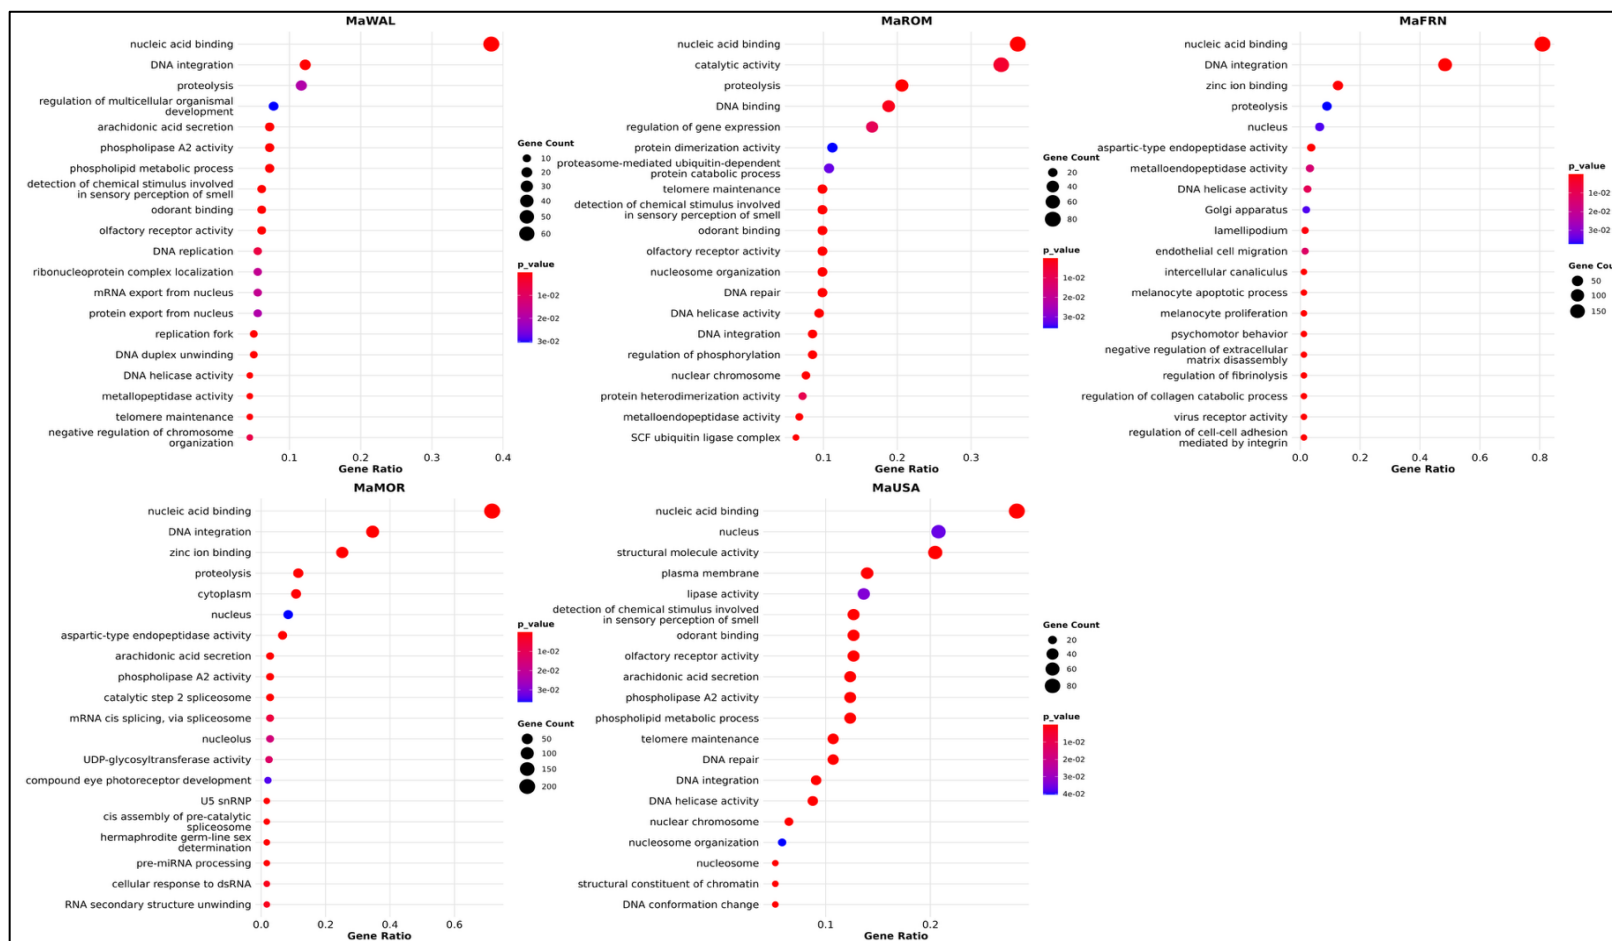 MaWAL
nucleic acid binding
DNA integration
proteolysis
regulation of multicellular organismal
development
arachidonic acid secretion
phospholipase A2 activity
phospholipid metabolic process
detection of chemical stimulus involved
in sensory perception of smell
odorant binding
olfactory receptor activity
DNA replication
ribonucleoprotein complex localization
mRNA export from nucleus
protein export from nucleus
replication fork
DNA duplex unwinding
DNA helicase activity
metallopeptidase activity
telomere maintenance
negative regulation of chromosome
organization
0.1 0.2 0.3 0.4
Gene Ratio
Gene Count
10
20
30
40
50
60
p_value
1e-02
2e-02
3e-02
MaROM
nucleic acid binding
catalytic activity
proteolysis
DNA binding
regulation of gene expression
protein dimerization activity
proteasome-mediated ubiquitin-dependent
protein catabolic process
telomere maintenance
detection of chemical stimulus involved
in sensory perception of smell
odorant binding
olfactory receptor activity
nucleosome organization
DNA repair
DNA helicase activity
DNA integration
regulation of phosphorylation
nuclear chromosome
protein heterodimerization activity
metalloendopeptidase activity
SCF ubiquitin ligase complex
0.1 0.2 0.3
Gene Ratio
Gene Count
20
40
60
80
p_value
1e-02
2e-02
3e-02
MaFRN
nucleic acid binding
DNA integration
zinc ion binding
proteolysis
nucleus
aspartic-type endopeptidase activity
metalloendopeptidase activity
DNA helicase activity
Golgi apparatus
lamellipodium
endothelial cell migration
intercellular canaliculus
melanocyte apoptotic process
melanocyte proliferation
psychomotor behavior
negative regulation of extracellular
matrix disassembly
regulation of fibrinolysis
regulation of collagen catabolic process
virus receptor activity
regulation of cell-cell adhesion
mediated by integrin
0.0 0.2 0.4 0.6 0.8
Gene Ratio
p_value
1e-02
2e-02
3e-02
Gene Cou
50
100
150
MaMOR
nucleic acid binding
DNA integration
zinc ion binding
proteolysis
cytoplasm
nucleus
aspartic-type endopeptidase activity
arachidonic acid secretion
phospholipase A2 activity
catalytic step 2 spliceosome
mRNA cis splicing, via spliceosome
nucleolus
UDP-glycosyltransferase activity
compound eye photoreceptor development
U5 snRNP
cis assembly of pre-catalytic
spliceosome
hermaphrodite germ-line sex
determination
pre-miRNA processing
cellular response to dsRNA
RNA secondary structure unwinding
0.0 0.2 0.4 0.6
Gene Ratio
p_value
1e-02
2e-02
3e-02
Gene Count
50
100
150
200
MaUSA
nucleic acid binding
nucleus
structural molecule activity
plasma membrane
lipase activity
detection of chemical stimulus involved
in sensory perception of smell
odorant binding
olfactory receptor activity
arachidonic acid secretion
phospholipase A2 activity
phospholipid metabolic process
telomere maintenance
DNA repair
DNA integration
DNA helicase activity
nuclear chromosome
nucleosome organization
nucleosome
structural constituent of chromatin
DNA conformation change
0.1 0.2
Gene Ratio
Gene Count
20
40
60
80
p_value
1e-02
2e-02
3e-02
4e-02